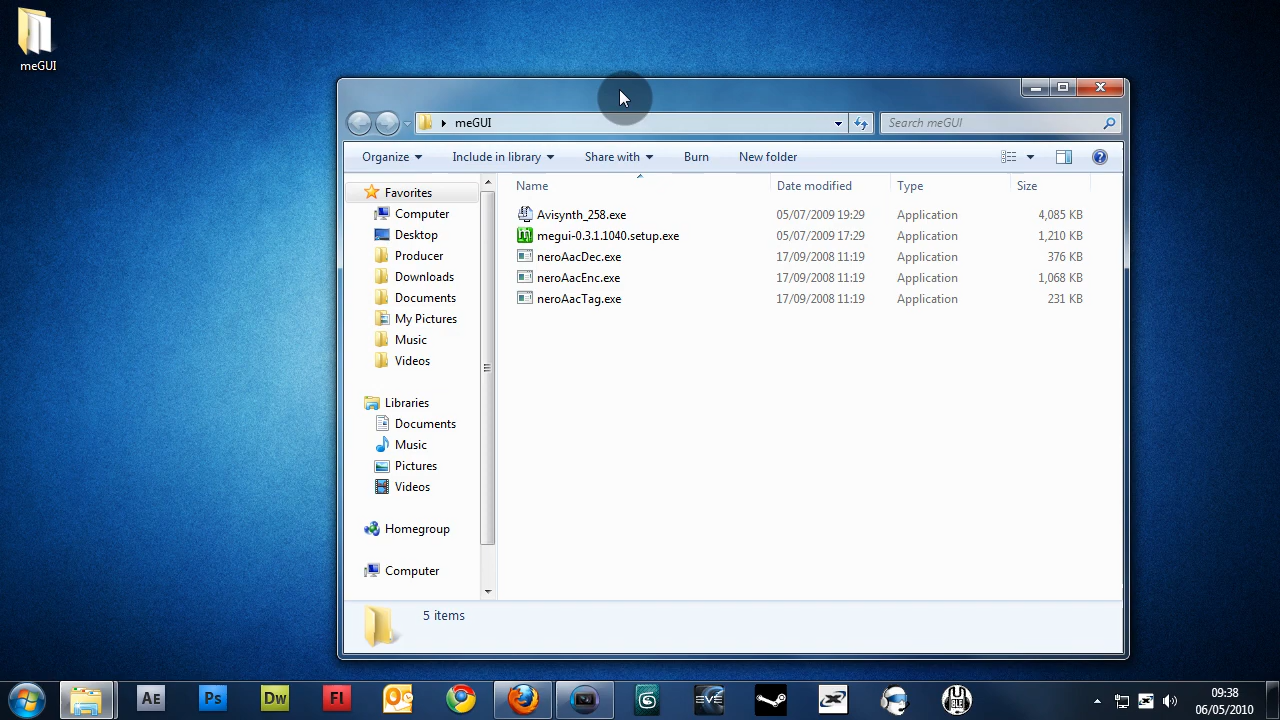 meGUI
meGUI
Search meGUI
Organize Include in library Share with Burn New folder
Name Date modified Type Size
Favorites
Computer
Desktop
Producer
Downloads
Documents
My Pictures
Music
Videos
Libraries
Documents
Music
Pictures
Videos
Homegroup
Computer
Avisynth_258.exe 05/07/2009 19:29 Application 4,085 KB
megui-0.3.1.1040.setup.exe 05/07/2009 17:29 Application 1,210 KB
neroAacDec.exe 17/09/2008 11:19 Application 376 KB
neroAacEnc.exe 17/09/2008 11:19 Application 1,068 KB
neroAacTag.exe 17/09/2008 11:19 Application 231 KB
5 items
AE Ps Dw Fl EVE
09:38
06/05/2010